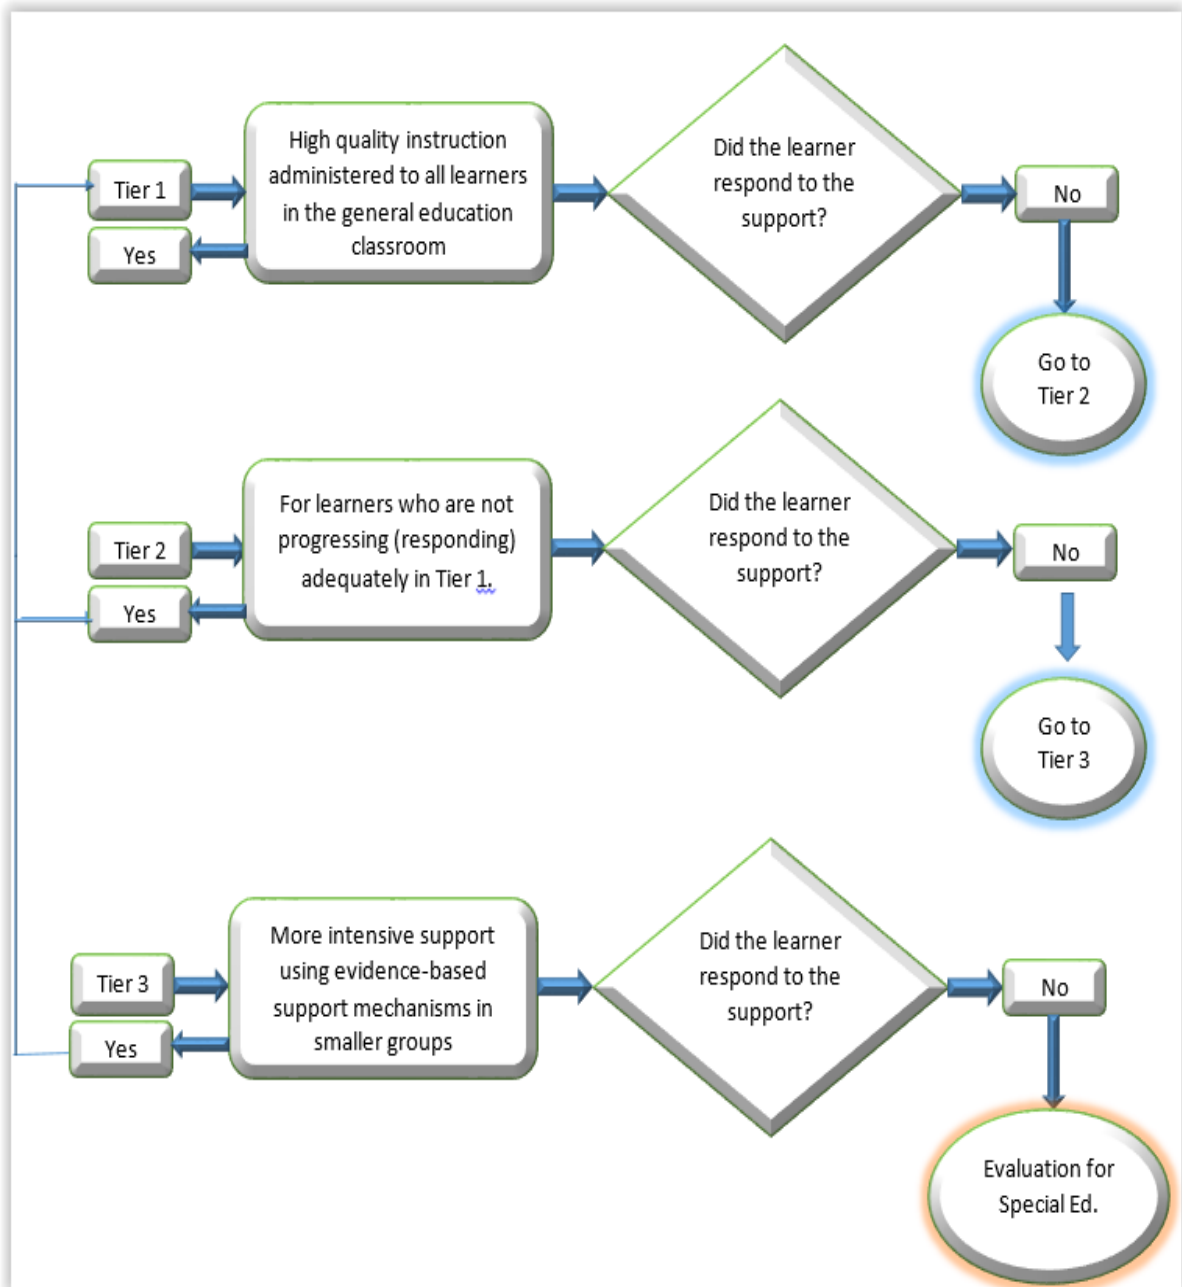 Tier 1
Yes
High quality instruction
administered to all learners
in the general education
classroom
Did the learner
respond to the
support?
No
Go to
Tier 2
Tier 2
Yes
For learners who are not
progressing (responding)
adequately in Tier 1.
Did the learner
respond to the
support?
No
Go to
Tier 3
Tier 3
Yes
More intensive support
using evidence-based
support mechanisms in
smaller groups
Did the learner
respond to the
support?
No
Evaluation for
Special Ed.